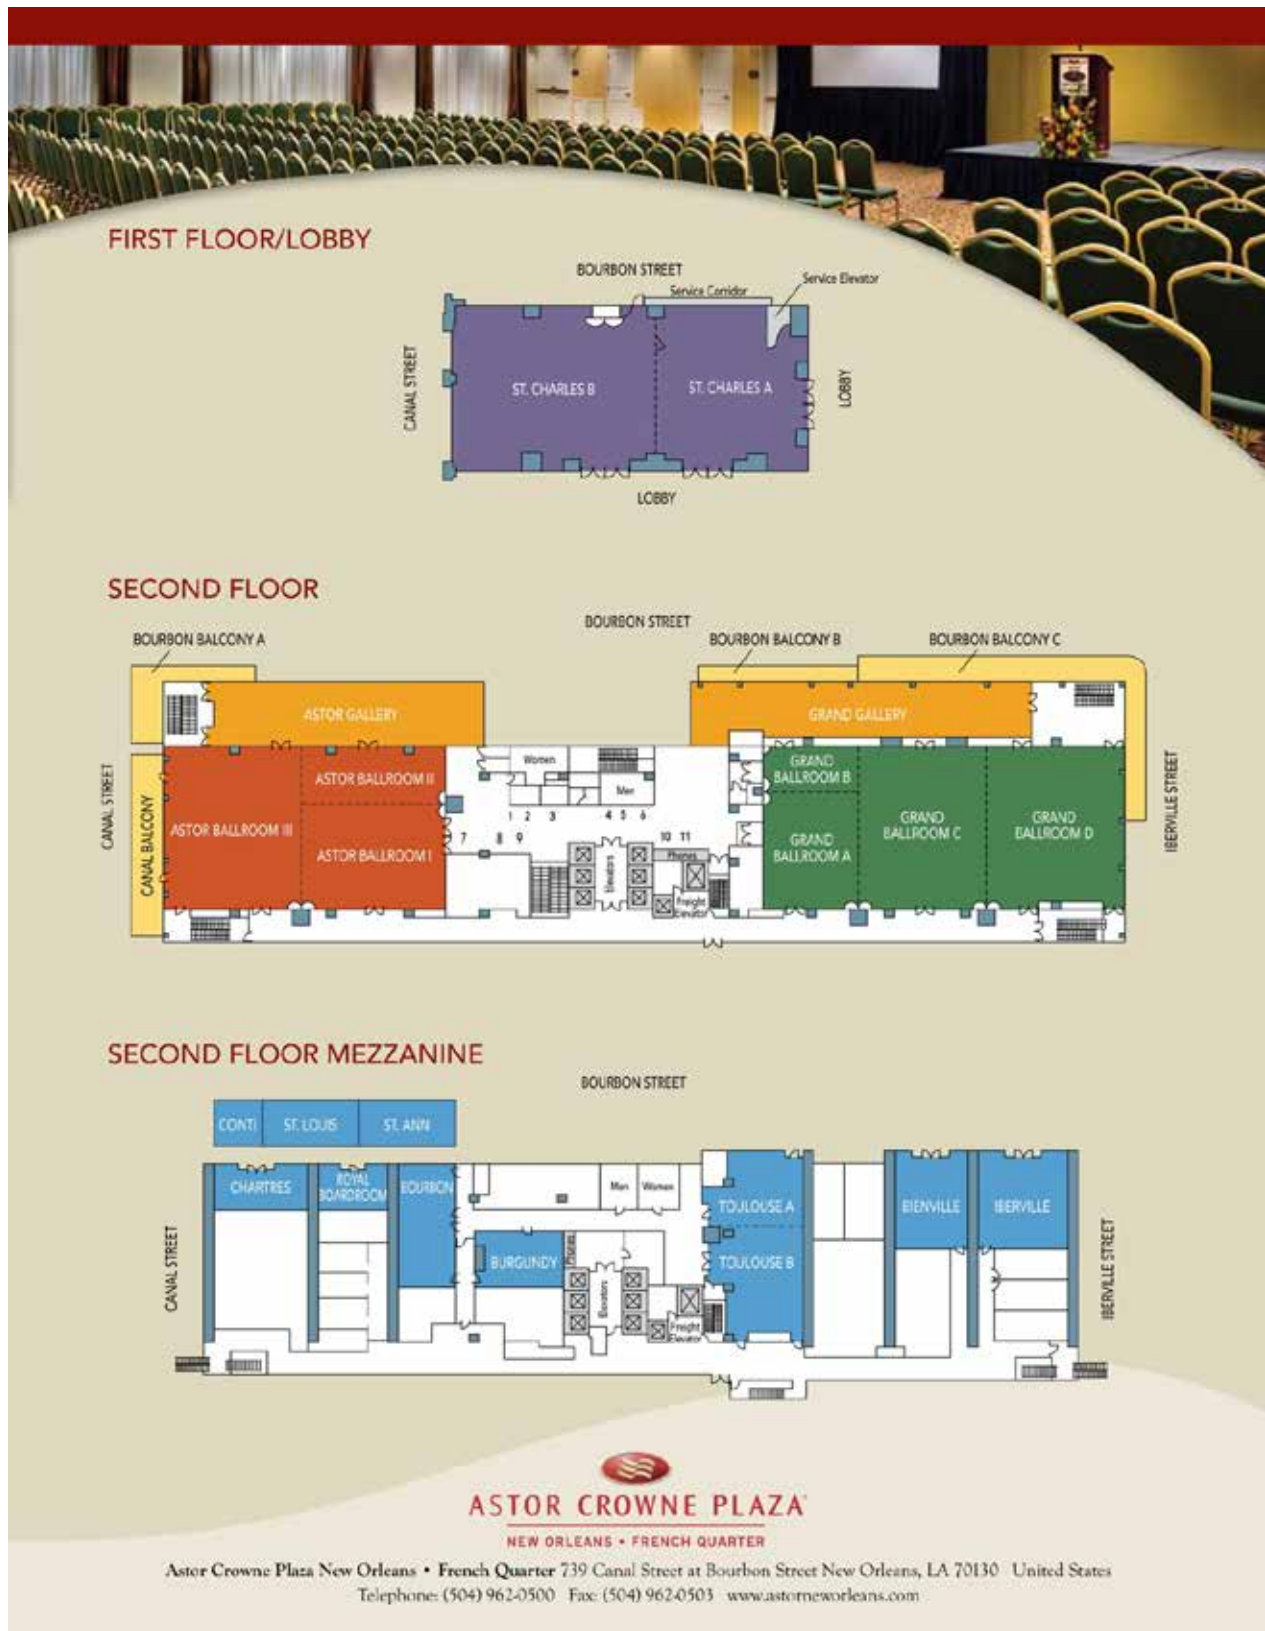 FIRST FLOOR/LOBBY
BOURBON STREET
Service Elevator
Service Corridor
CANAL STREET
ST. CHARLES B
ST. CHARLES A
LOBBY
LOBBY
SECOND FLOOR
BOURBON STREET
BOURBON BALCONY A
BOURBON BALCONY B
BOURBON BALCONY C
ASTOR GALLERY
GRAND GALLERY
CANAL STREET
CANAL BALCONY
ASTOR BALLROOM III
ASTOR BALLROOM II
ASTOR BALLROOM I
Women
Men
1 2 3 4 5 6
7 8 9 10 11
Elevators
Phones
Freight
Elevator
GRAND
BALLROOM B
GRAND
BALLROOM A
GRAND
BALLROOM C
GRAND
BALLROOM D
IBERVILLE STREET
SECOND FLOOR MEZZANINE
BOURBON STREET
CONTI
ST. LOUIS
ST. ANN
CANAL STREET
CHARTRES
ROYAL
BOARDROOM
BOURBON
BURGUNDY
Phones
Men
Women
Elevators
Freight
Elevator
TOULOUSE A
TOULOUSE B
BIENVILLE
IBERVILLE
IBERVILLE STREET
ASTOR CROWNE PLAZA
NEW ORLEANS • FRENCH QUARTER
Astor Crowne Plaza New Orleans • French Quarter 739 Canal Street at Bourbon Street New Orleans, LA 70130 United States
Telephone: (504) 962-0500 Fax: (504) 962-0503 www.astorneworleans.com